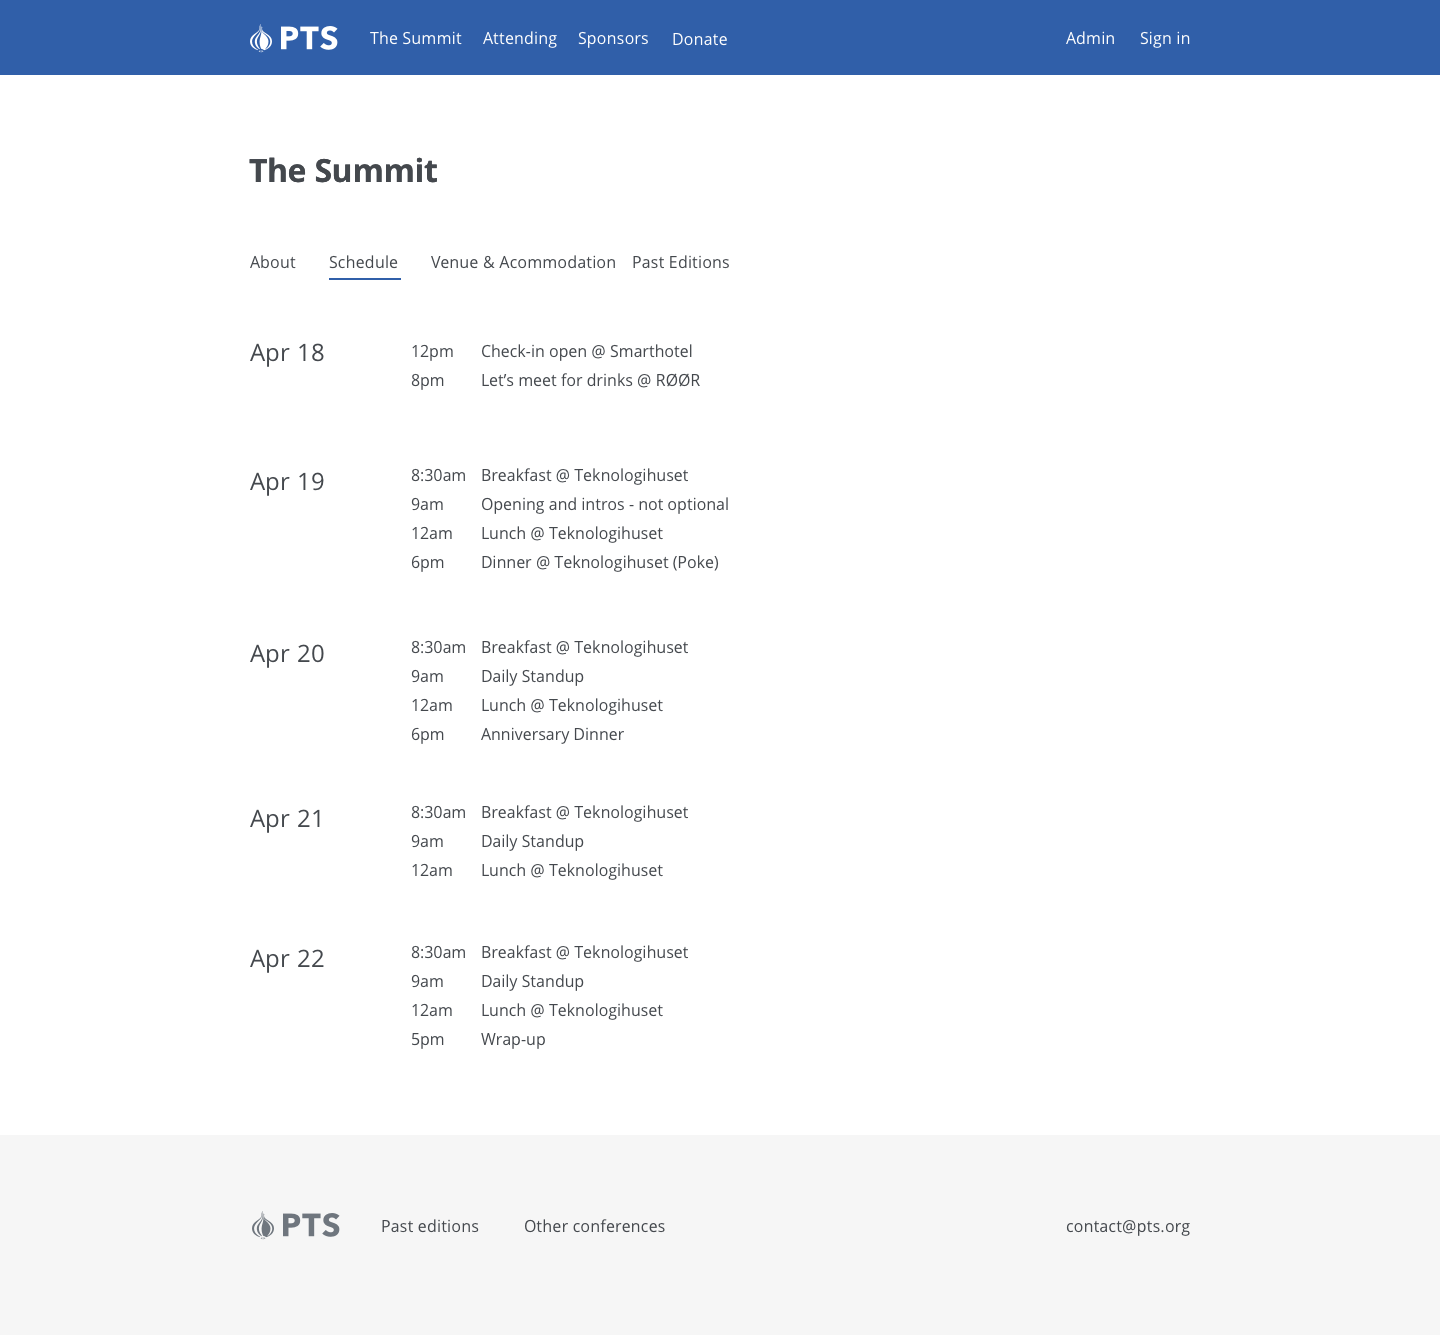 PTS The Summit Attending Sponsors Donate Admin Sign in
The Summit
About Schedule Venue & Acommodation Past Editions
Apr 18 12pm Check-in open @ Smarthotel
8pm Let’s meet for drinks @ RØØR
Apr 19 8:30am Breakfast @ Teknologihuset
9am Opening and intros - not optional
12am Lunch @ Teknologihuset
6pm Dinner @ Teknologihuset (Poke)
Apr 20 8:30am Breakfast @ Teknologihuset
9am Daily Standup
12am Lunch @ Teknologihuset
6pm Anniversary Dinner
Apr 21 8:30am Breakfast @ Teknologihuset
9am Daily Standup
12am Lunch @ Teknologihuset
Apr 22 8:30am Breakfast @ Teknologihuset
9am Daily Standup
12am Lunch @ Teknologihuset
5pm Wrap-up
PTS Past editions Other conferences contact@pts.org